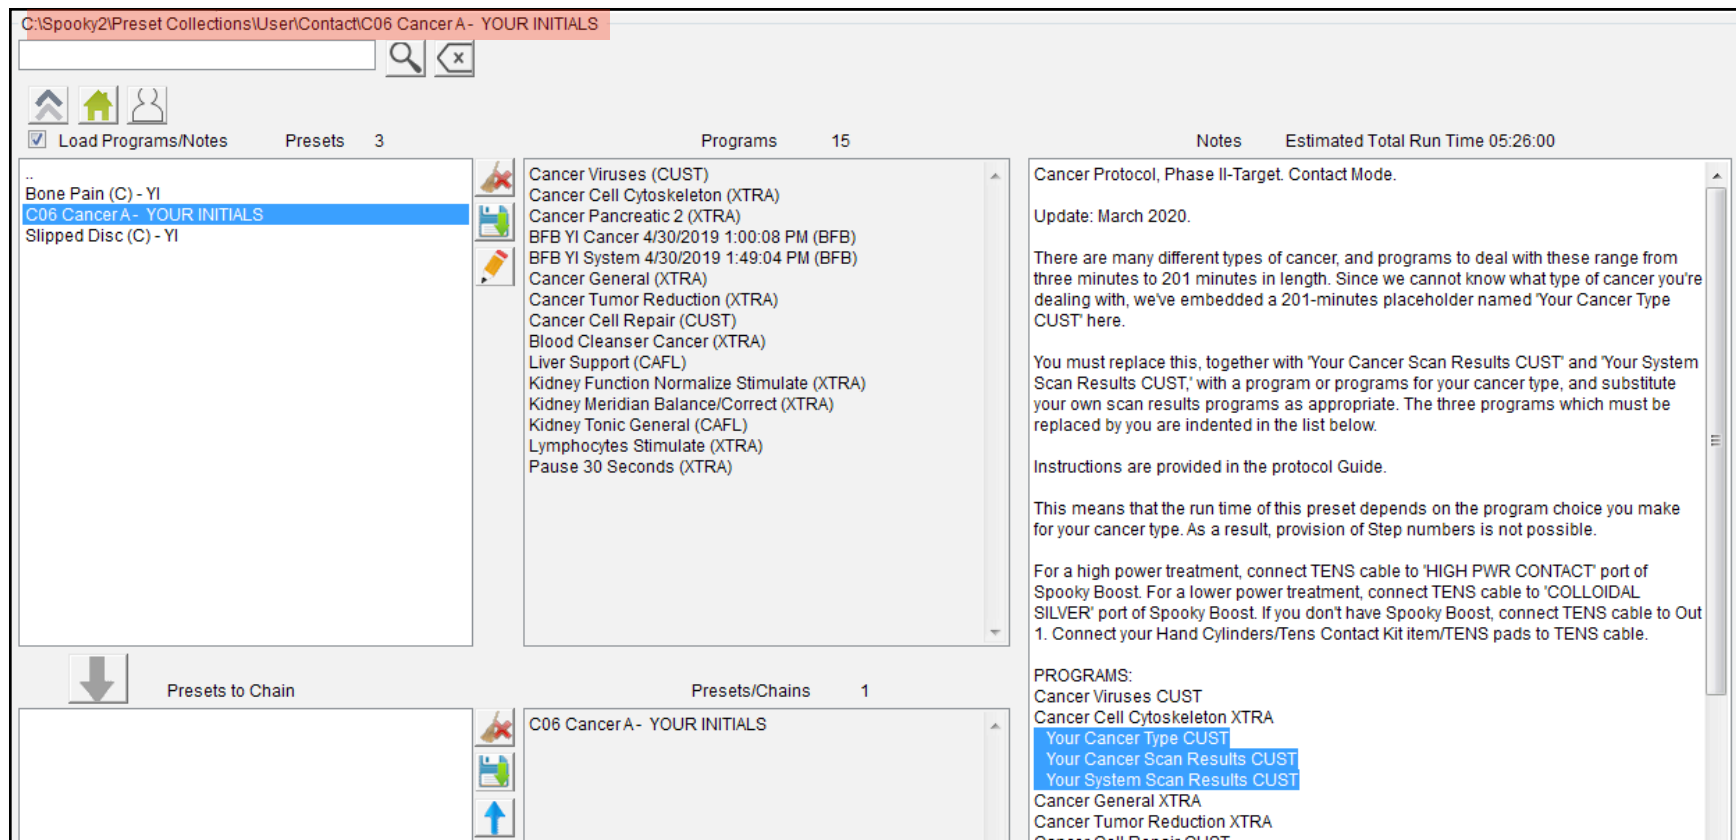 C:\Spooky2\Preset Collections\User\Contact\C06 Cancer A - YOUR INITIALS
Load Programs/Notes Presets 3
..
Bone Pain (C) - YI
C06 Cancer A - YOUR INITIALS
Slipped Disc (C) - YI
Programs 15
Cancer Viruses (CUST)
Cancer Cell Cytoskeleton (XTRA)
Cancer Pancreatic 2 (XTRA)
BFB YI Cancer 4/30/2019 1:00:08 PM (BFB)
BFB YI System 4/30/2019 1:49:04 PM (BFB)
Cancer General (XTRA)
Cancer Tumor Reduction (XTRA)
Cancer Cell Repair (CUST)
Blood Cleanser Cancer (XTRA)
Liver Support (CAFL)
Kidney Function Normalize Stimulate (XTRA)
Kidney Meridian Balance/Correct (XTRA)
Kidney Tonic General (CAFL)
Lymphocytes Stimulate (XTRA)
Pause 30 Seconds (XTRA)
Notes Estimated Total Run Time 05:26:00
Cancer Protocol, Phase II-Target. Contact Mode.
Update: March 2020.
There are many different types of cancer, and programs to deal with these range from
three minutes to 201 minutes in length. Since we cannot know what type of cancer you're
dealing with, we've embedded a 201-minutes placeholder named 'Your Cancer Type
CUST' here.
You must replace this, together with 'Your Cancer Scan Results CUST' and 'Your System
Scan Results CUST,' with a program or programs for your cancer type, and substitute
your own scan results programs as appropriate. The three programs which must be
replaced by you are indented in the list below.
Instructions are provided in the protocol Guide.
This means that the run time of this preset depends on the program choice you make
for your cancer type. As a result, provision of Step numbers is not possible.
For a high power treatment, connect TENS cable to 'HIGH PWR CONTACT' port of
Spooky Boost. For a lower power treatment, connect TENS cable to 'COLLOIDAL
SILVER' port of Spooky Boost. If you don't have Spooky Boost, connect TENS cable to Out
1. Connect your Hand Cylinders/Tens Contact Kit item/TENS pads to TENS cable.
PROGRAMS:
Cancer Viruses CUST
Cancer Cell Cytoskeleton XTRA
Your Cancer Type CUST
Your Cancer Scan Results CUST
Your System Scan Results CUST
Cancer General XTRA
Cancer Tumor Reduction XTRA
Cancer Cell Repair CUST
Presets to Chain
Presets/Chains 1
C06 Cancer A - YOUR INITIALS